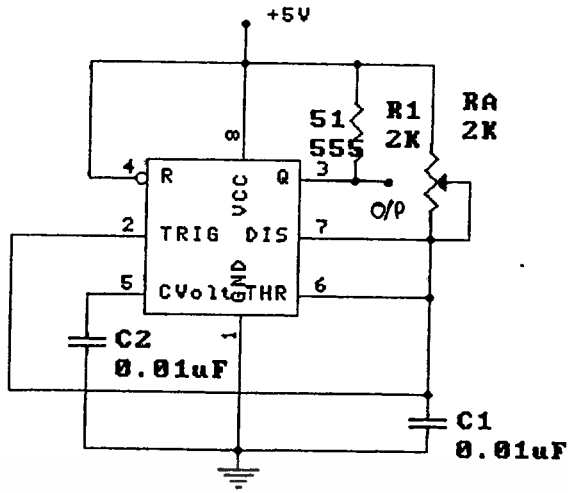 +5V
RA
2K
R1
2K
51
555
8
4
R
VCC
Q
3
O/P
2
TRIG
DIS
7
5
CVolt
GND
THR
6
1
C2
0.01uF
C1
0.01uF